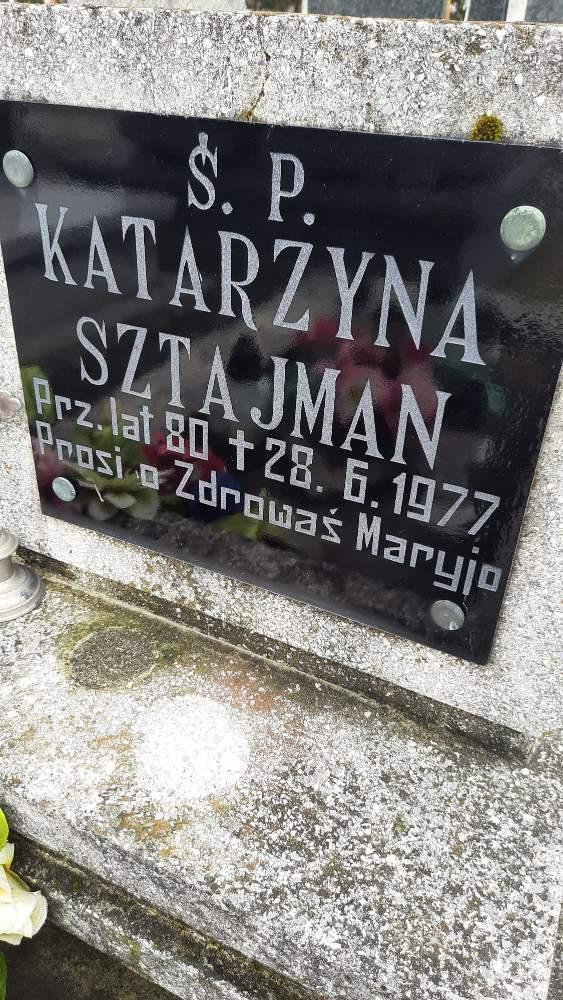 Ś. P.
KATARZYNA
SZTAJMAN
Prz. lat 80 + 28. 6. 1977
Prosi o Zdrowaś Maryjo